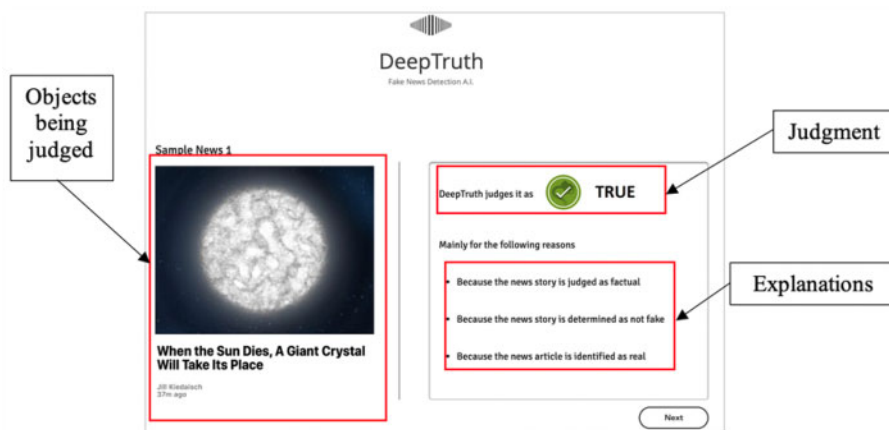 DeepTruth
Fake News Detection A.I.
Objects
being
judged
Sample News 1
When the Sun Dies, A Giant Crystal
Will Take Its Place
Jill Kiedaisch
37m ago
Judgment
DeepTruth judges it as TRUE
Mainly for the following reasons
Explanations
• Because the news story is judged as factual
• Because the news story is determined as not fake
• Because the news article is identified as real
Next